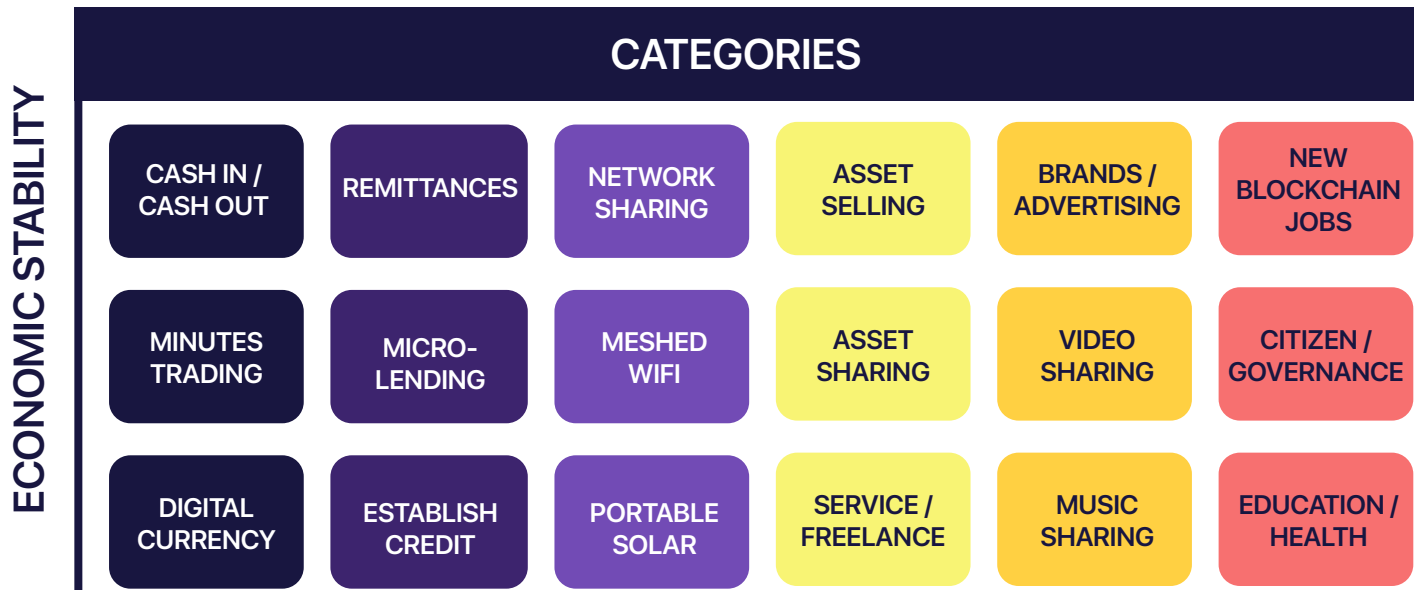 CATEGORIES
ECONOMIC STABILITY
CASH IN /
CASH OUT
REMITTANCES
NETWORK
SHARING
ASSET
SELLING
BRANDS /
ADVERTISING
NEW
BLOCKCHAIN
JOBS
MINUTES
TRADING
MICRO-
LENDING
MESHED
WIFI
ASSET
SHARING
VIDEO
SHARING
CITIZEN /
GOVERNANCE
DIGITAL
CURRENCY
ESTABLISH
CREDIT
PORTABLE
SOLAR
SERVICE /
FREELANCE
MUSIC
SHARING
EDUCATION /
HEALTH